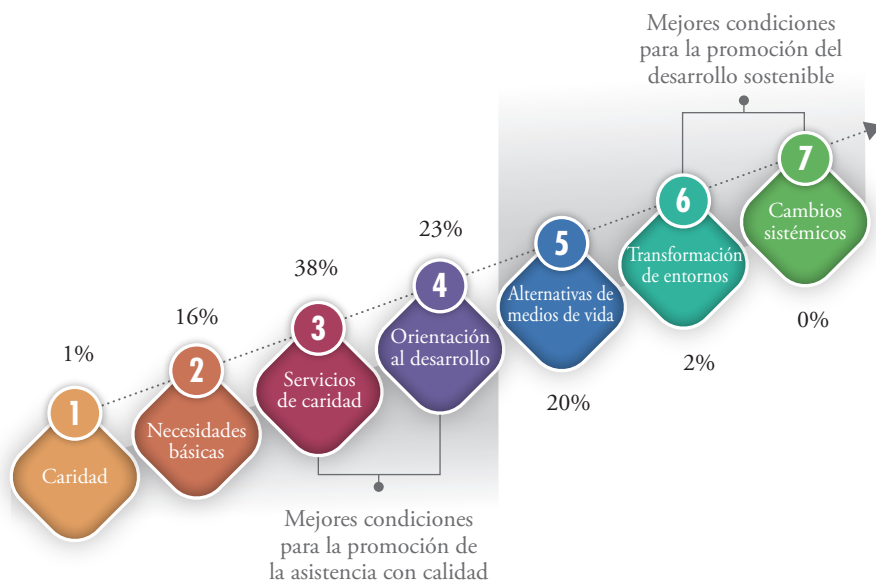 Mejores condiciones
para la promoción del
desarrollo sostenible
1%
1
Caridad
16%
2
Necesidades
básicas
38%
3
Servicios
de caridad
23%
4
Orientación
al desarrollo
5
Alternativas de
medios de vida
20%
6
Transformación
de entornos
2%
7
Cambios
sistémicos
0%
Mejores condiciones
para la promoción de
la asistencia con calidad